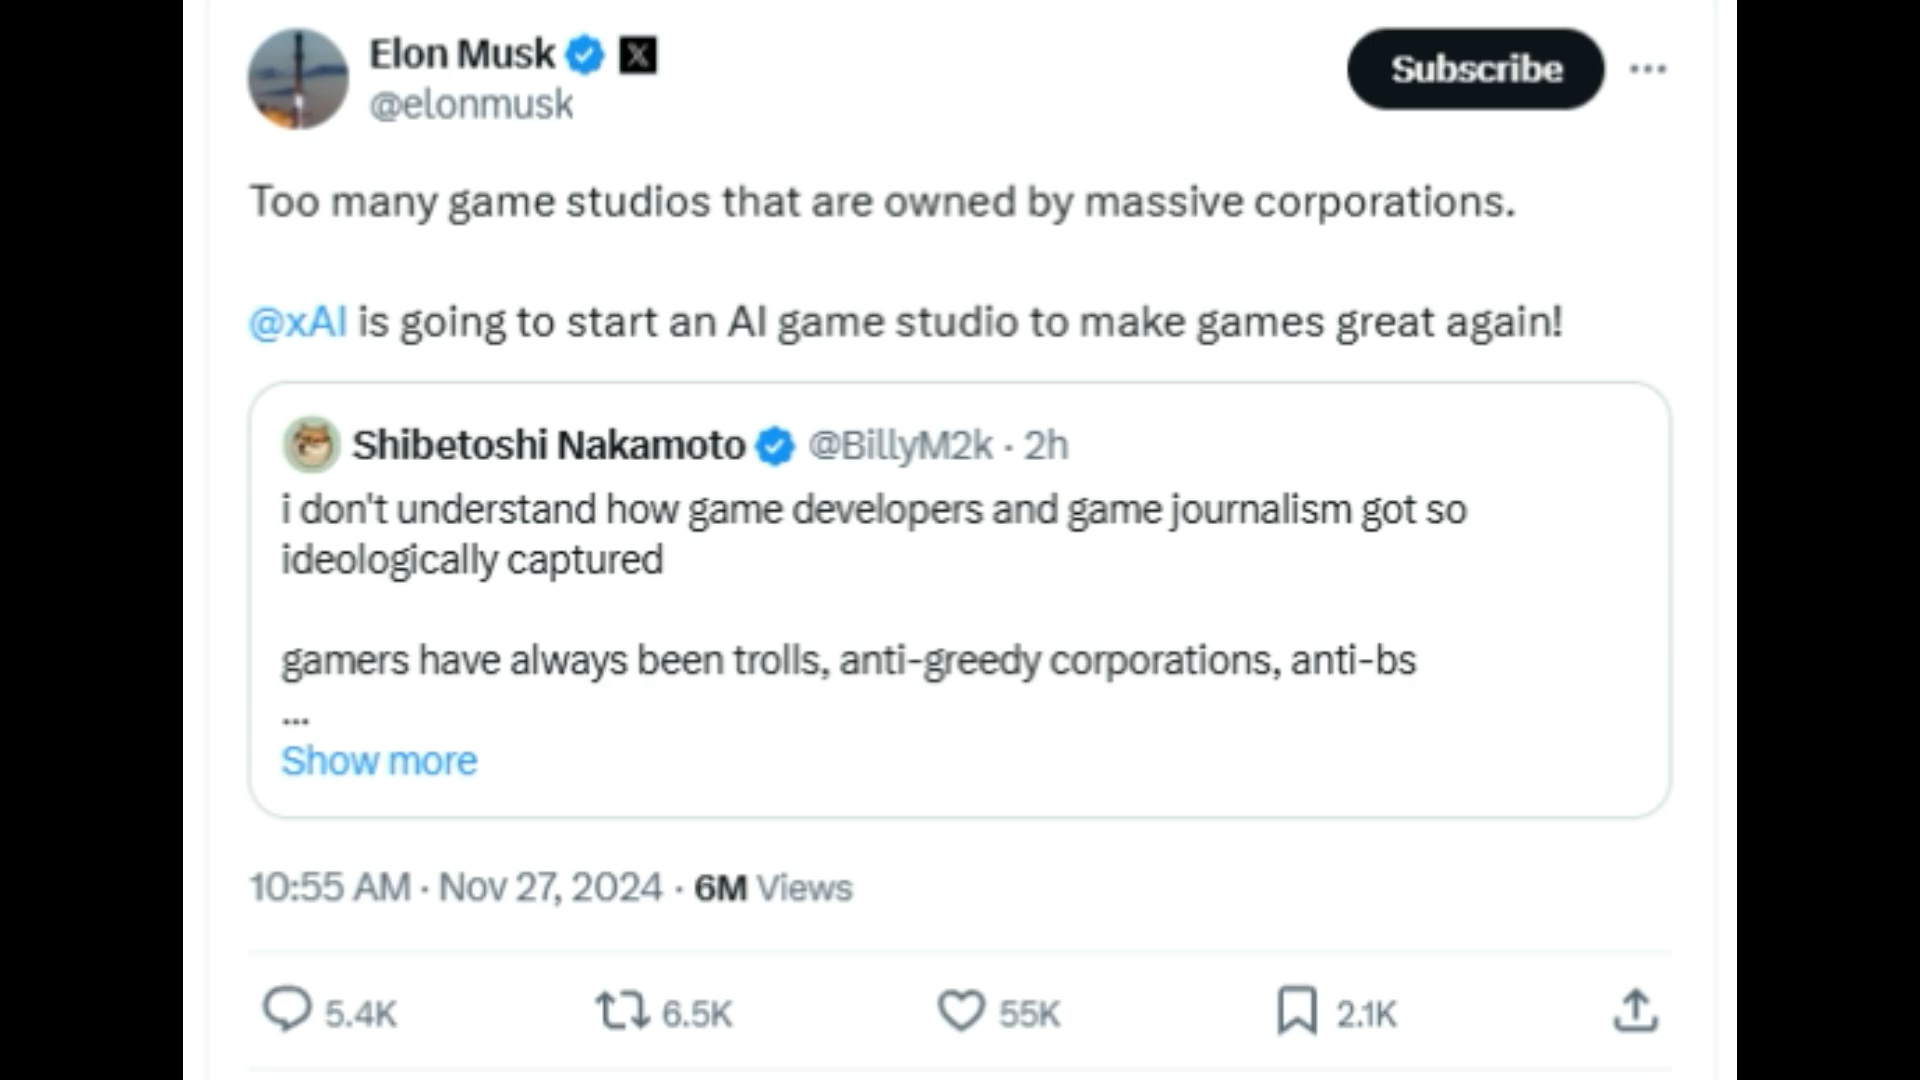 Elon Musk
@elonmusk
Subscribe
Too many game studios that are owned by massive corporations.
@xAI is going to start an AI game studio to make games great again!
Shibetoshi Nakamoto @BillyM2k · 2h
i don't understand how game developers and game journalism got so
ideologically captured
gamers have always been trolls, anti-greedy corporations, anti-bs
...
Show more
10:55 AM · Nov 27, 2024 · 6M Views
5.4K 6.5K 55K 2.1K